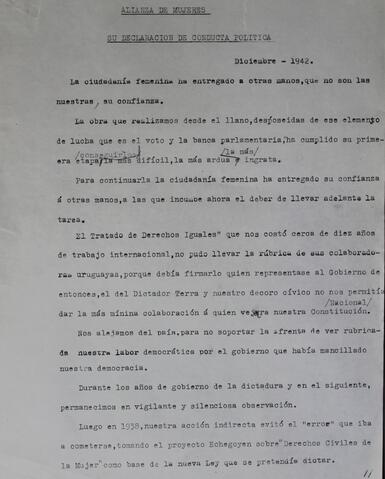 ALIANZA DE MUJERES
SU DECLARACION DE CONDUCTA POLITICA
Diciembre - 1942.
La ciudadanía femenina ha entregado a otras manos, que no son las
nuestras, su confianza.
La obra que realizamos desde el llano, desposeidas de ese elemento
de lucha que es el voto y la banca parlamentaria, ha cumplido su prim-
/conseguirlo/ /la más/
era etapa, la más difícil, la más ardua ingrata.
Para continuarla la ciudadanía femenina ha entregado su confianza
á otras manos, a las que incumbe ahora el deber de llevar adelante la
tarea.
El Tratado de Derechos Iguales" que nos costó cerca de diez años
de trabajo internacional, no pudo llevar la rúbrica de sus colaborado-
ras uruguayas, porque debía firmarlo quien representase al Gobierno de
entonces, el del Dictador Terra y nuestro decoro cívico no nos permitía
/Nacional/
dar la más mínina colaboración á quien nuestra Constitución.
Nos alejamos del país, para no soportar la afrenta de ver rubrica-
da nuestra labor democrática por el gobierno que había mancillado
nuestra democracia.
Durante los años de gobierno de la dictadura y en el siguiente,
permanecimos en vigilante y silenciosa observación.
Luego en 1938, nuestra acción indirecta evitó el "error" que iba
a cometerse, tomando el proyecto Echegoyen sobre "Derechos Civiles de
la Mujer" como base de la nueva Ley que se pretendía dictar.
11